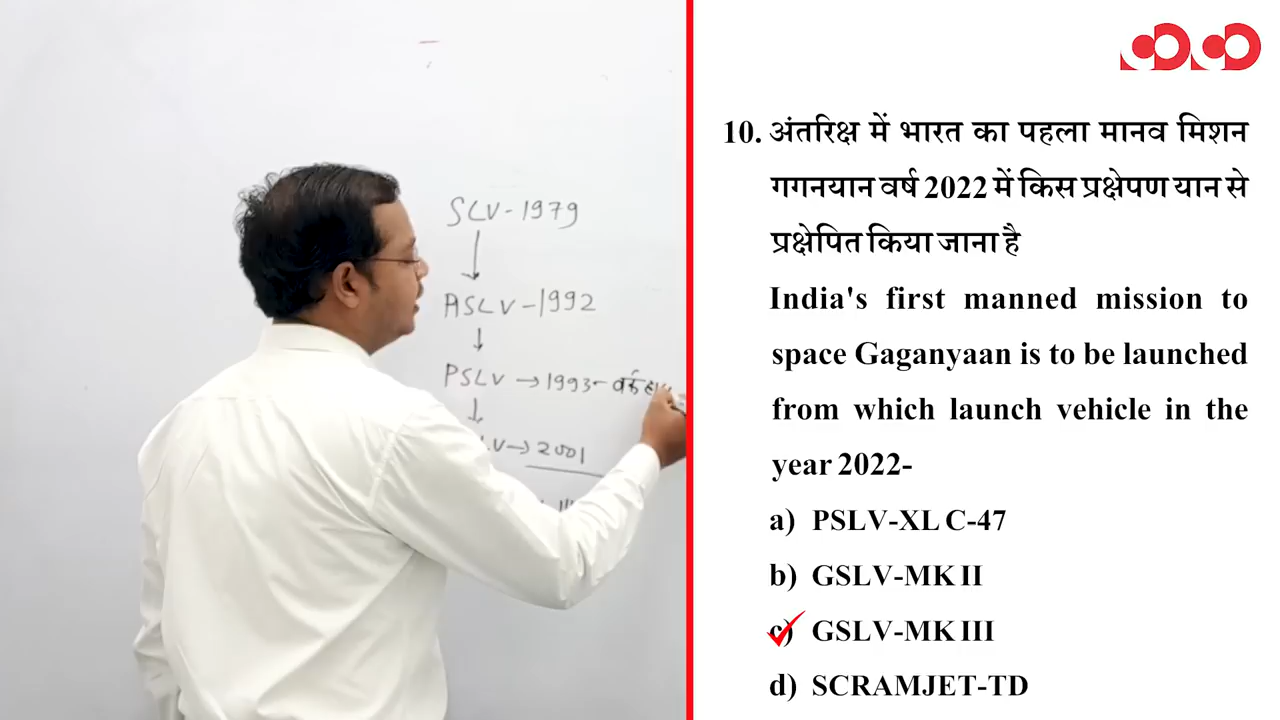 SLV - 1979
ASLV - 1992
PSLV → 1993 -
LV → 2001
10. अंतरिक्ष में भारत का पहला मानव मिशन
गगनयान वर्ष 2022 में किस प्रक्षेपण यान से
प्रक्षेपित किया जाना है
India's first manned mission to
space Gaganyaan is to be launched
from which launch vehicle in the
year 2022-
a) PSLV-XL C-47
b) GSLV-MK II
c) GSLV-MK III
d) SCRAMJET-TD